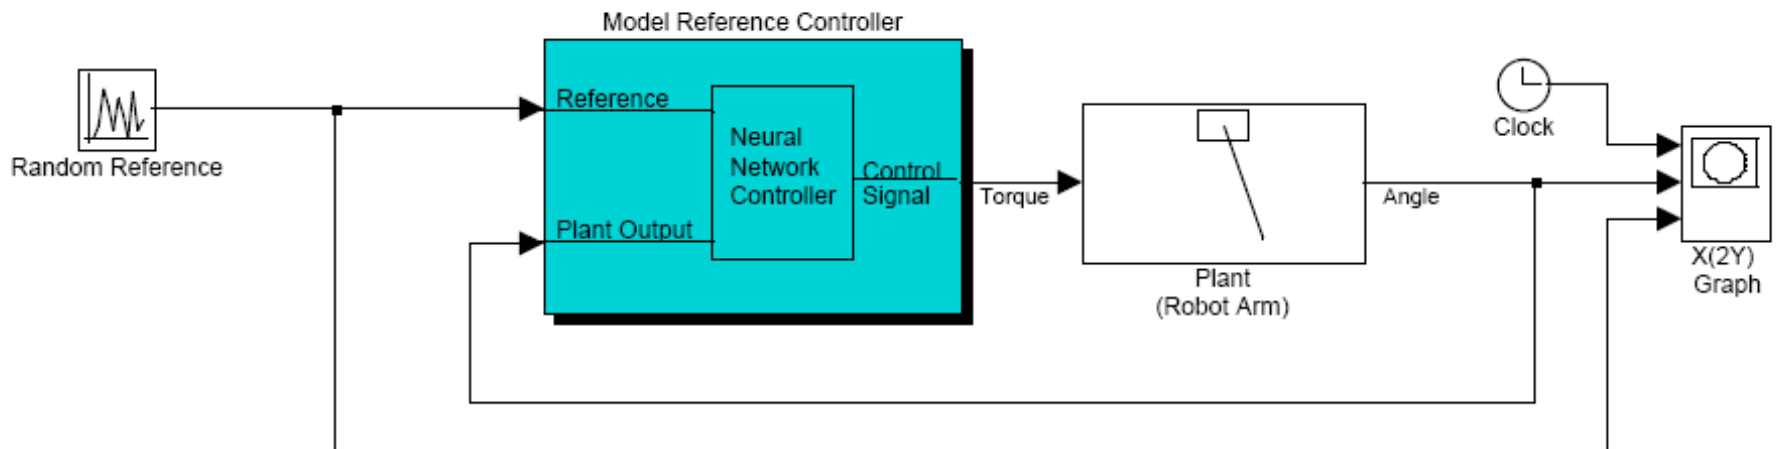 Model Reference Controller
Random Reference
Reference
Neural
Network
Controller
Plant Output
Control
Signal
Torque
Plant
(Robot Arm)
Angle
Clock
X(2Y)
Graph